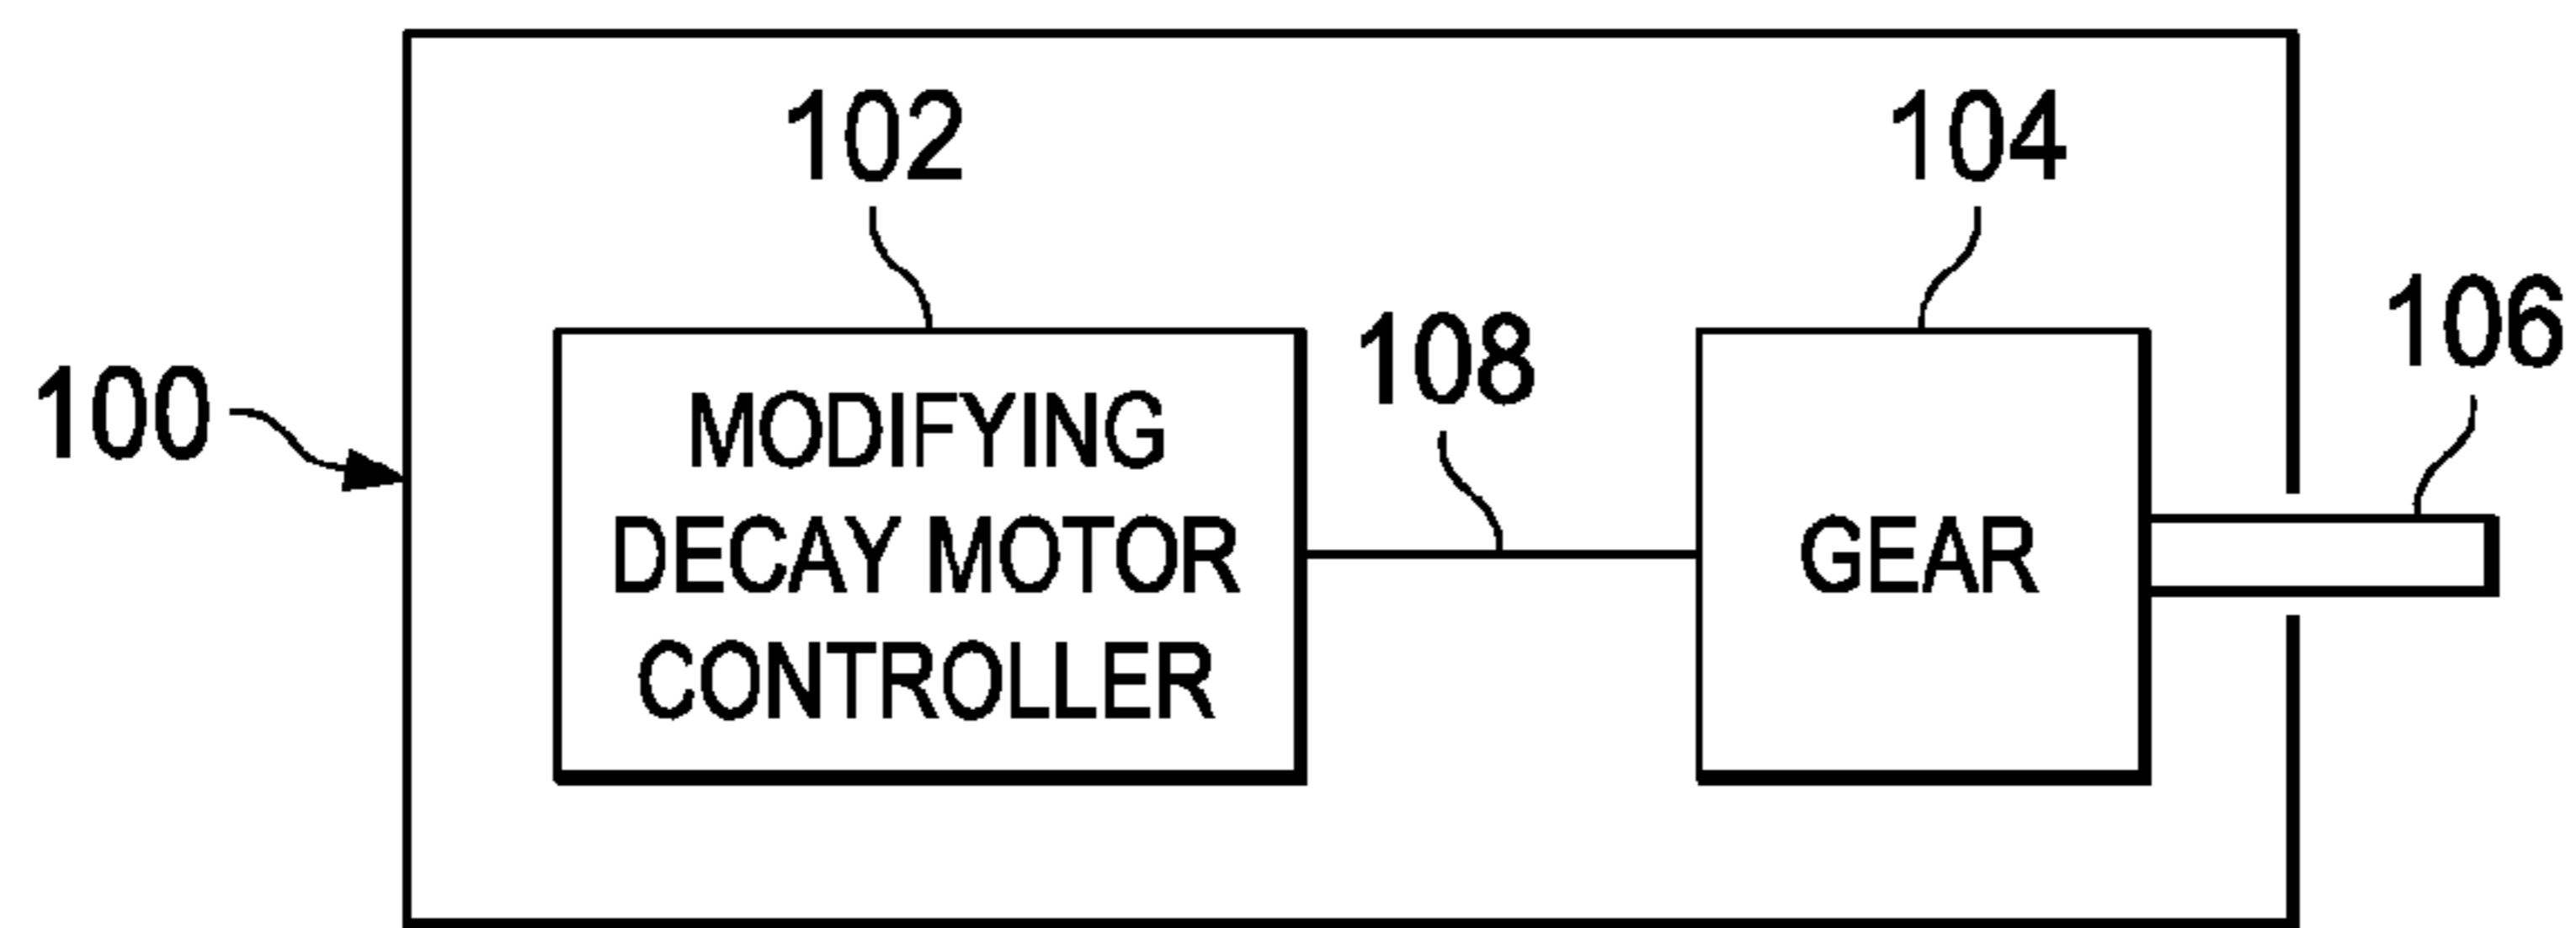 102
104
106
108
100
MODIFYING
DECAY MOTOR
CONTROLLER
GEAR